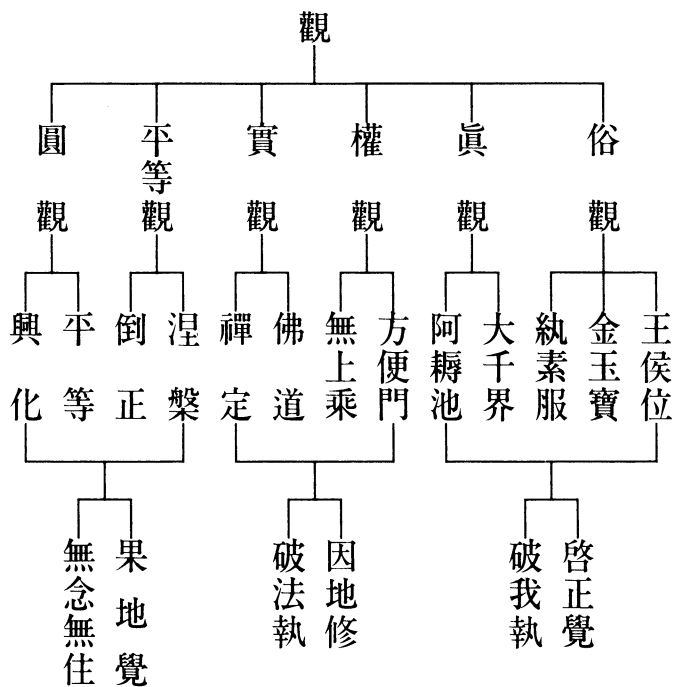 觀
俗觀
眞觀
權觀
實觀
平等觀
圓觀
王侯位
金玉寶
紈素服
大千界
阿耨池
方便門
無上乘
佛道
禪定
涅槃
倒正
平等
興化
啓正覺
破我執
因地修
破法執
果地覺
無念無住